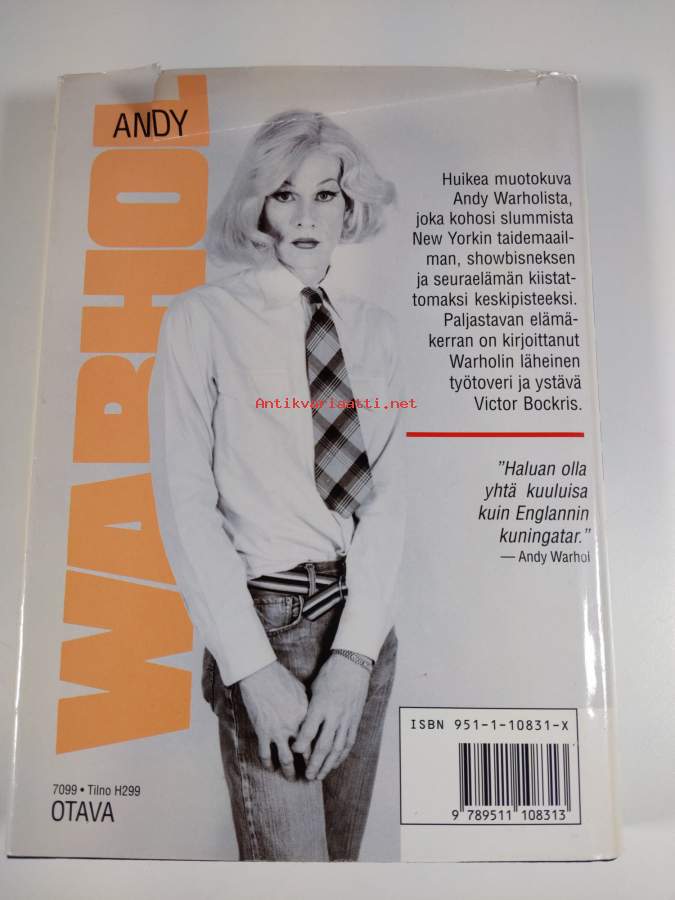 ANDY
WARHOL
Huikea muotokuva
Andy Warholista,
joka kohosi slummista
New Yorkin taidemaail-
man, showbisneksen
ja seuraelämän kiistat-
tomaksi keskipisteeksi.
Paljastavan elämä-
kerran on kirjoittanut
Warholin läheinen
työtoveri ja ystävä
Victor Bockris.
Antikvariaatti.net
"Haluan olla
yhtä kuuluisa
kuin Englannin
kuningatar."
— Andy Warhol
ISBN 951-1-10831-X
9 789511 108313
7099 • Tilno H299
OTAVA